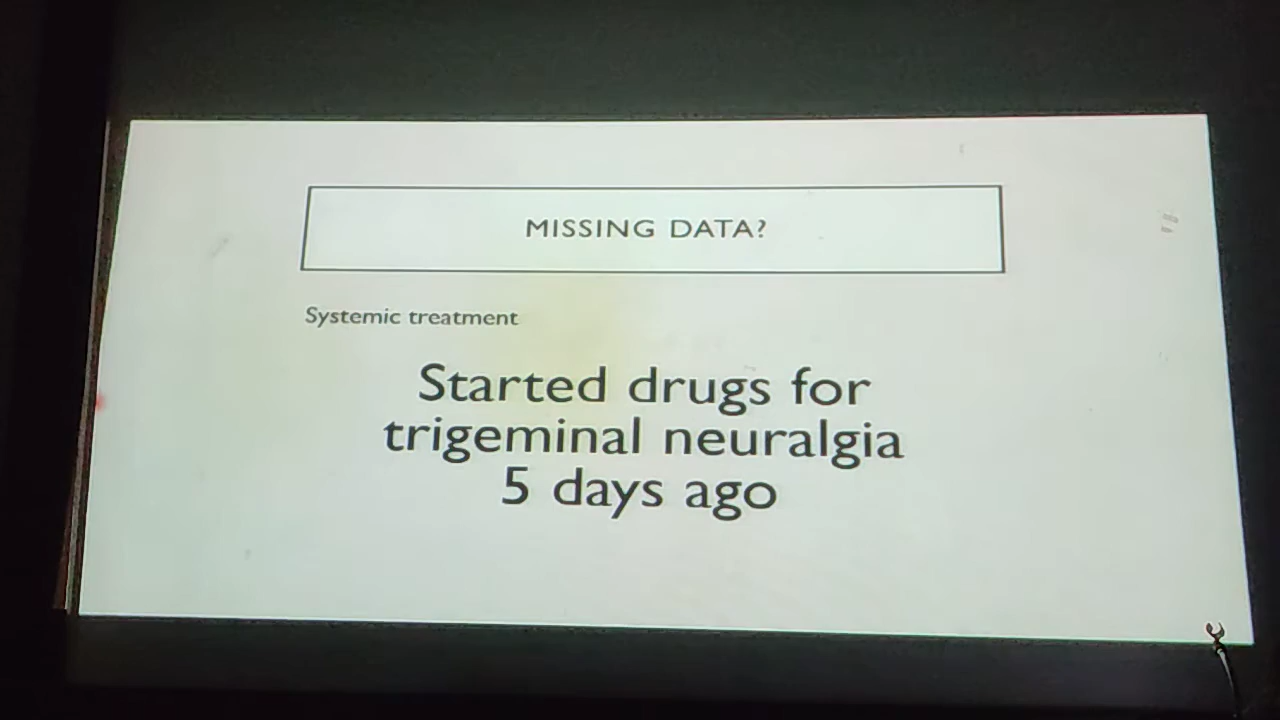 MISSING DATA?
Systemic treatment
Started drugs for
trigeminal neuralgia
5 days ago